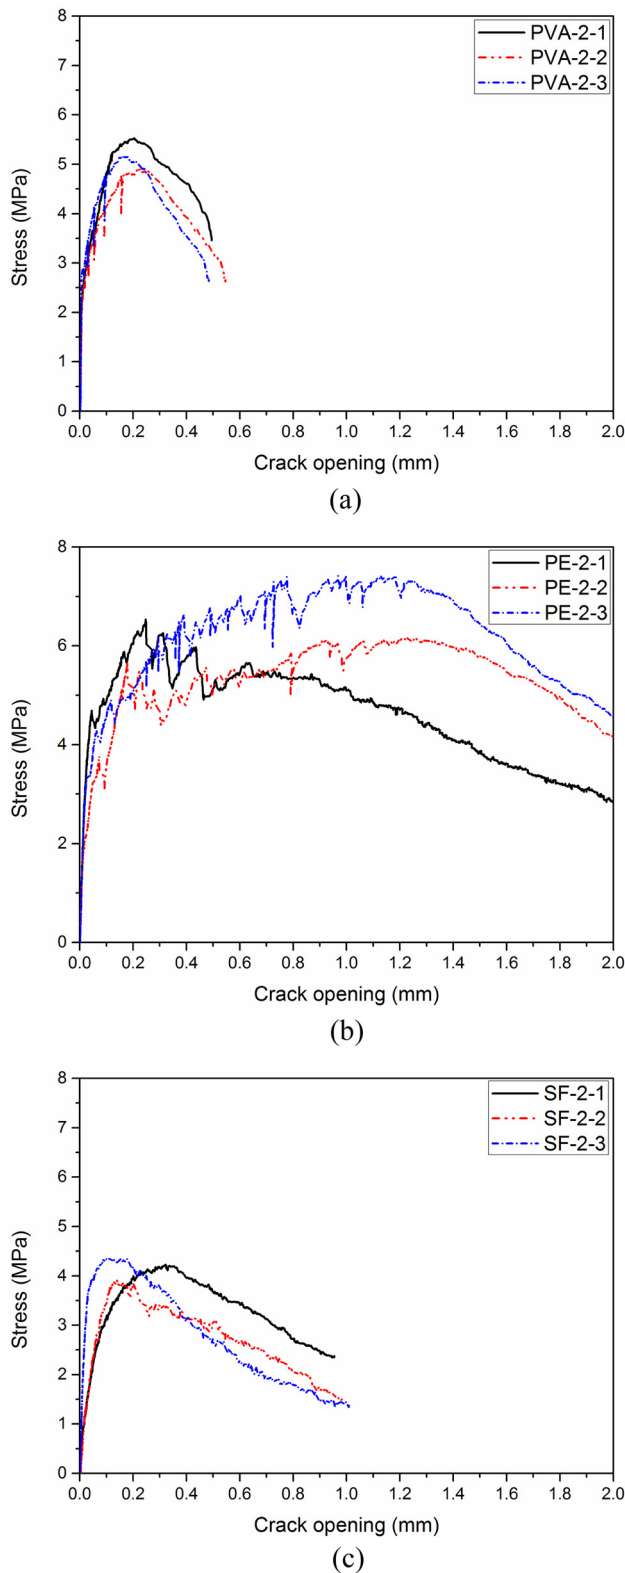 PVA-2-1
PVA-2-2
PVA-2-3
8
7
6
5
4
3
2
1
0
Stress (MPa)
0.0 0.2 0.4 0.6 0.8 1.0 1.2 1.4 1.6 1.8 2.0
Crack opening (mm)
(a)
PE-2-1
PE-2-2
PE-2-3
8
6
4
2
0
Stress (MPa)
0.0 0.2 0.4 0.6 0.8 1.0 1.2 1.4 1.6 1.8 2.0
Crack opening (mm)
(b)
SF-2-1
SF-2-2
SF-2-3
8
7
6
5
4
3
2
1
0
Stress (MPa)
0.0 0.2 0.4 0.6 0.8 1.0 1.2 1.4 1.6 1.8 2.0
Crack opening (mm)
(c)